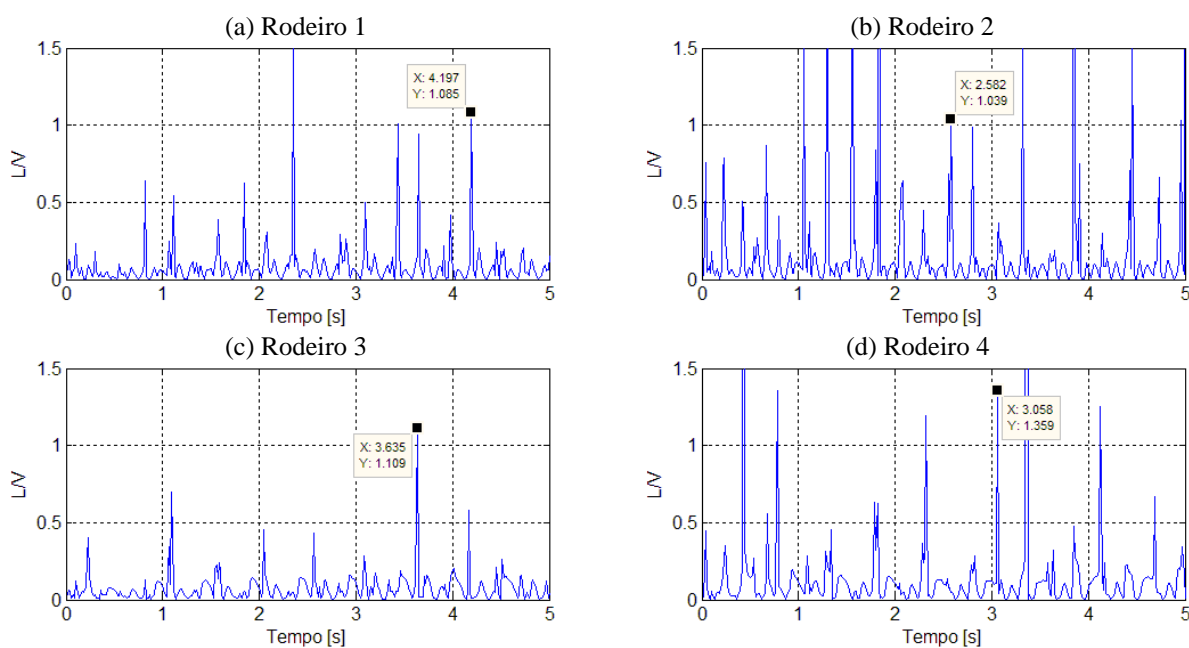 (a) Rodeiro 1
1.5
X: 4.197
Y: 1.085
1
L/V
0.5
0
0 1 2 3 4 5
Tempo [s]
(b) Rodeiro 2
1.5
X: 2.582
Y: 1.039
1
L/V
0.5
0
0 1 2 3 4 5
Tempo [s]
(c) Rodeiro 3
1.5
1
X: 3.635
Y: 1.109
L/V
0.5
0
0 1 2 3 4 5
Tempo [s]
(d) Rodeiro 4
1.5
X: 3.058
Y: 1.359
1
L/V
0.5
0
0 1 2 3 4 5
Tempo [s]